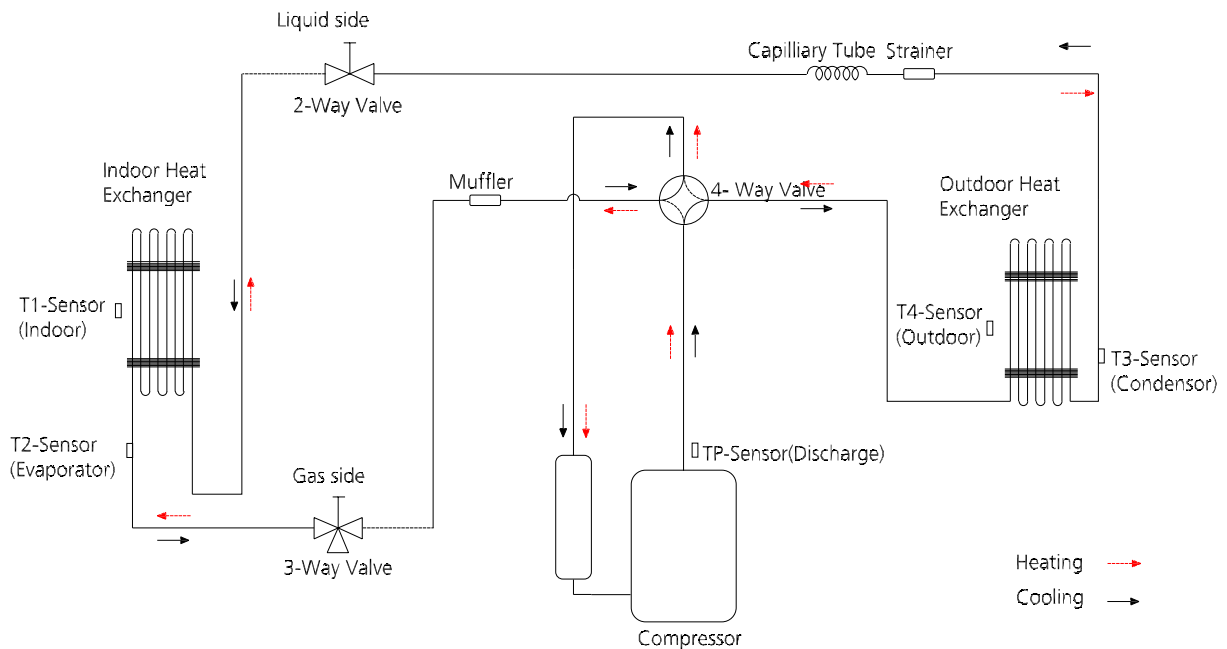 Liquid side
Capilliary Tube Strainer
2-Way Valve
Indoor Heat
Exchanger
Muffler
4- Way Valve
Outdoor Heat
Exchanger
T1-Sensor
(Indoor)
T4-Sensor
(Outdoor)
T3-Sensor
(Condensor)
T2-Sensor
(Evaporator)
TP-Sensor(Discharge)
Gas side
3-Way Valve
Heating
Cooling
Compressor